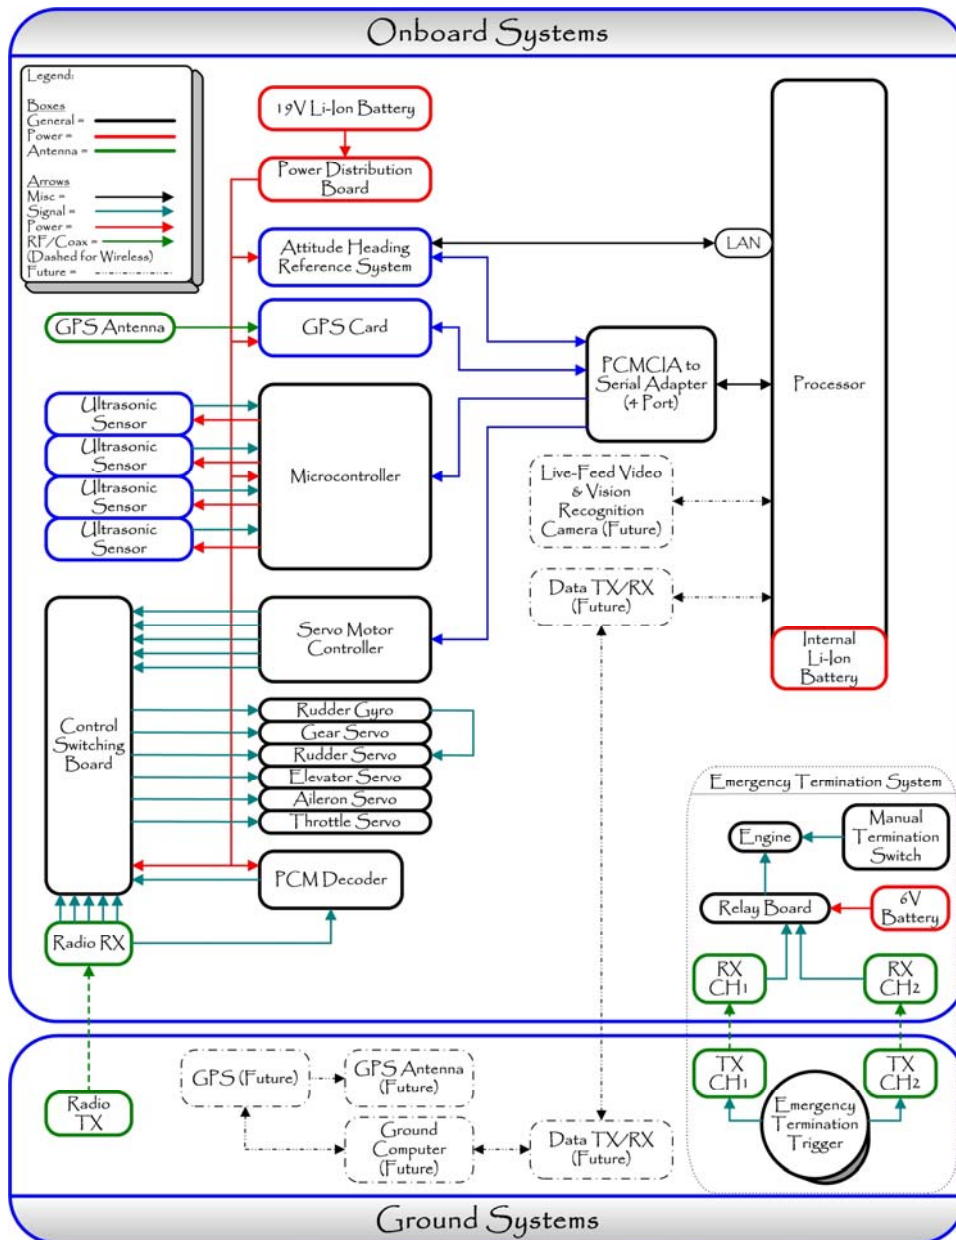 Onboard Systems
Legend:
Boxes
General =
Power =
Antenna =
Arrows
Misc =
Signal =
Power =
RF/Coax =
(Dashed for Wireless)
Future =
19V Li-Ion Battery
Power Distribution
Board
Attitude Heading
Reference System
LAN
GPS Antenna
GPS Card
PCMCIA to
Serial Adapter
(4 Port)
Processor
Ultrasonic
Sensor
Ultrasonic
Sensor
Ultrasonic
Sensor
Ultrasonic
Sensor
Microcontroller
Live-Feed Video
& Vision
Recognition
Camera (Future)
Data TX/RX
(Future)
Servo Motor
Controller
Internal
Li-Ion
Battery
Control
Switching
Board
Rudder Gyro
Gear Servo
Rudder Servo
Elevator Servo
Aileron Servo
Throttle Servo
PCM Decoder
Radio RX
Emergency Termination System
Engine
Manual
Termination
Switch
Relay Board
6V
Battery
RX
CH1
RX
CH2
TX
CH1
TX
CH2
Emergency
Termination
Trigger
Radio
TX
GPS (Future)
GPS Antenna
(Future)
Ground
Computer
(Future)
Data TX/RX
(Future)
Ground Systems